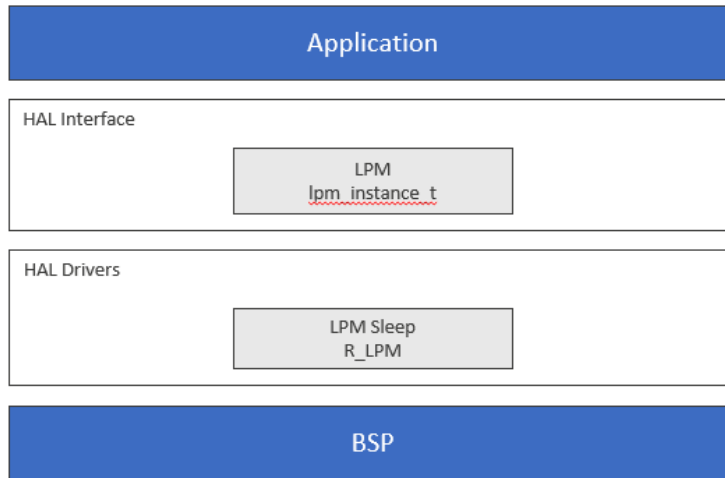 Application
HAL Interface
LPM
lpm_instance_t
HAL Drivers
LPM Sleep
R_LPM
BSP